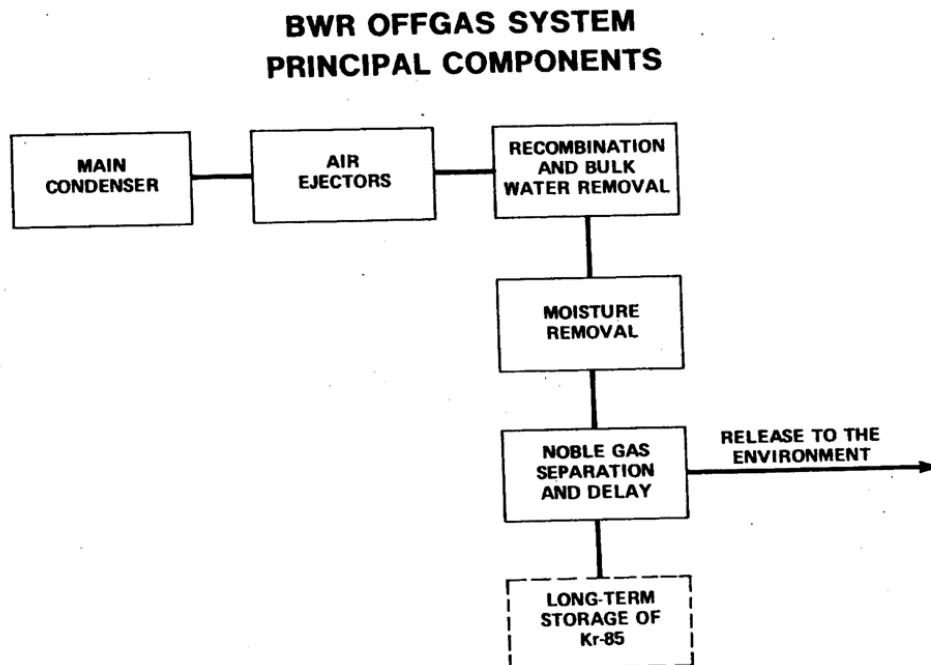 BWR OFFGAS SYSTEM
PRINCIPAL COMPONENTS
MAIN
CONDENSER
AIR
EJECTORS
RECOMBINATION
AND BULK
WATER REMOVAL
MOISTURE
REMOVAL
NOBLE GAS
SEPARATION
AND DELAY
RELEASE TO THE
ENVIRONMENT
LONG-TERM
STORAGE OF
Kr-85